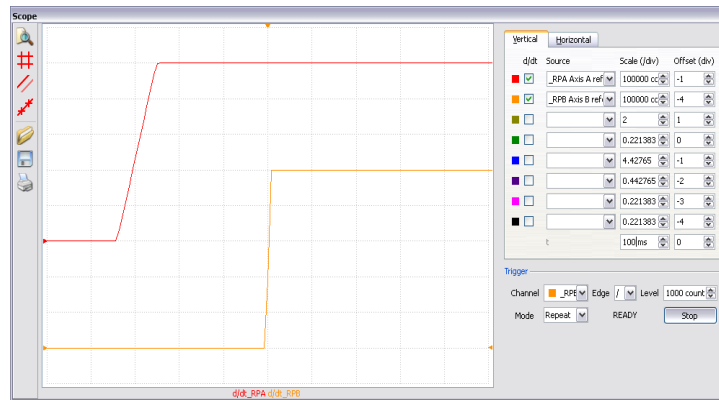 Scope
Vertical Horizontal
d/dt Source Scale (/div) Offset (div)
_RPA Axis A ref 100000 cc -1
_RPB Axis B ref 100000 cc -4
2 1
0.221383 0
4.42765 -1
0.442765 -2
0.221383 -3
0.221383 -4
t 100 ms 0
Trigger
Channel _RPE Edge / Level 1000 count
Mode Repeat READY Stop
d/dt_RPA d/dt_RPB